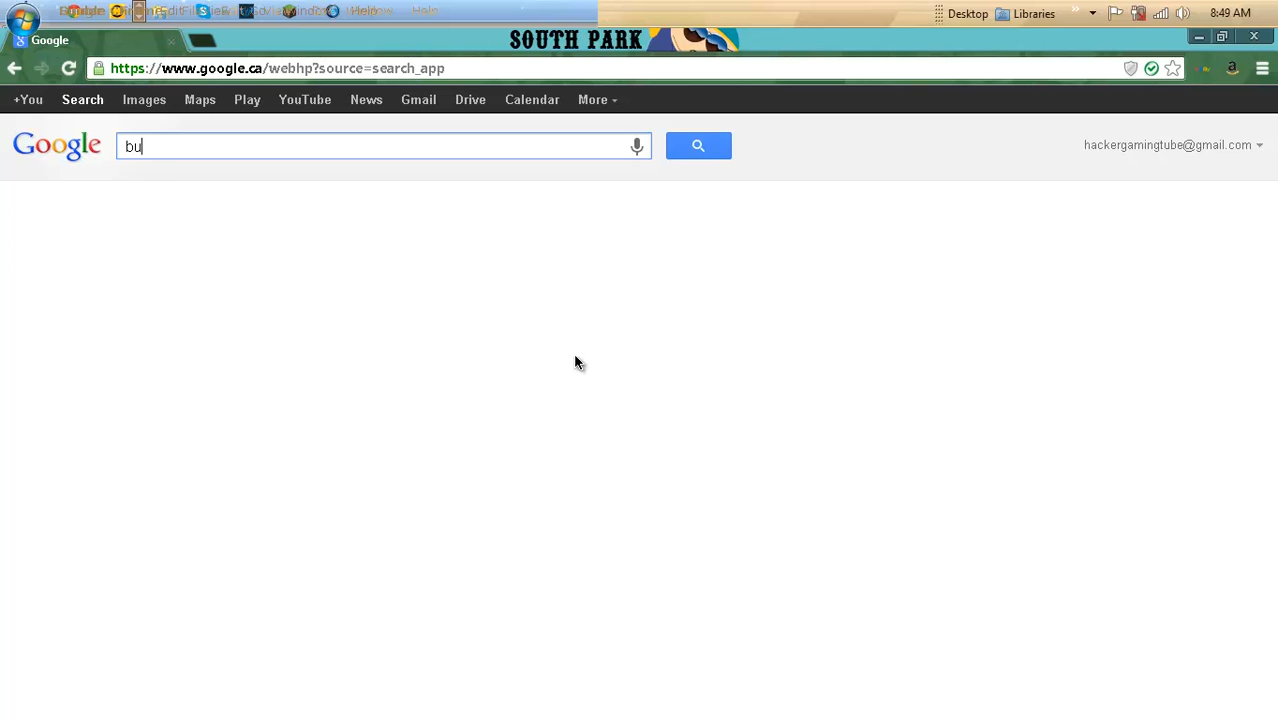 Desktop Libraries » 8:49 AM
Google
SOUTH PARK
https://www.google.ca/webhp?source=search_app
+You Search Images Maps Play YouTube News Gmail Drive Calendar More
Google bu hackergamingtube@gmail.com